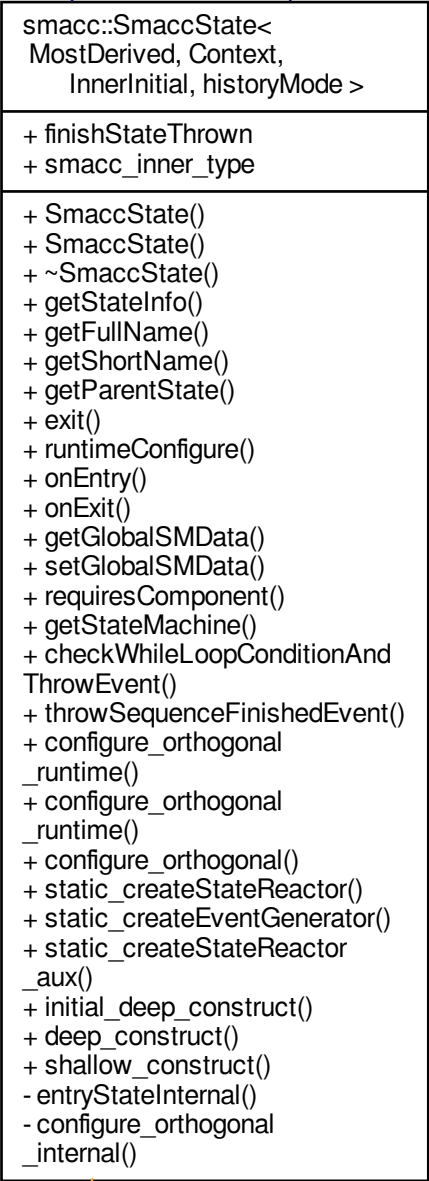 smacc::SmaccState<
MostDerived, Context,
InnerInitial, historyMode >
+ finishStateThrown
+ smacc_inner_type
+ SmaccState()
+ SmaccState()
+ ~SmaccState()
+ getStateInfo()
+ getFullName()
+ getShortName()
+ getParentState()
+ exit()
+ runtimeConfigure()
+ onEntry()
+ onExit()
+ getGlobalSMData()
+ setGlobalSMData()
+ requiresComponent()
+ getStateMachine()
+ checkWhileLoopConditionAnd
ThrowEvent()
+ throwSequenceFinishedEvent()
+ configure_orthogonal
_runtime()
+ configure_orthogonal
_runtime()
+ configure_orthogonal()
+ static_createStateReactor()
+ static_createEventGenerator()
+ static_createStateReactor
_aux()
+ initial_deep_construct()
+ deep_construct()
+ shallow_construct()
- entryStateInternal()
- configure_orthogonal
_internal()